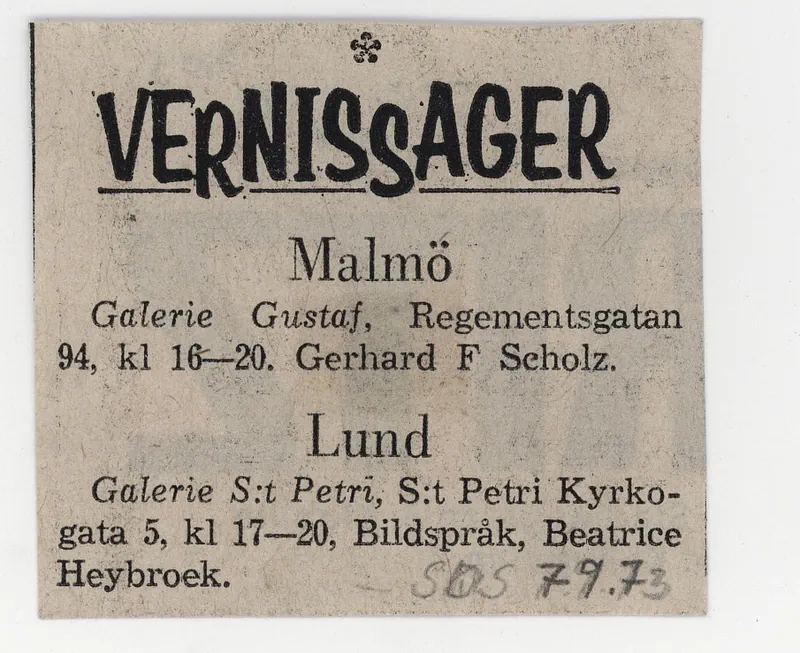 VERNISSAGER
Malmö
Galerie Gustaf, Regementsgatan
94, kl 16—20. Gerhard F Scholz.
Lund
Galerie S:t Petri, S:t Petri Kyrko-
gata 5, kl 17—20, Bildspråk, Beatrice
Heybroek.
SDS 7.9.73